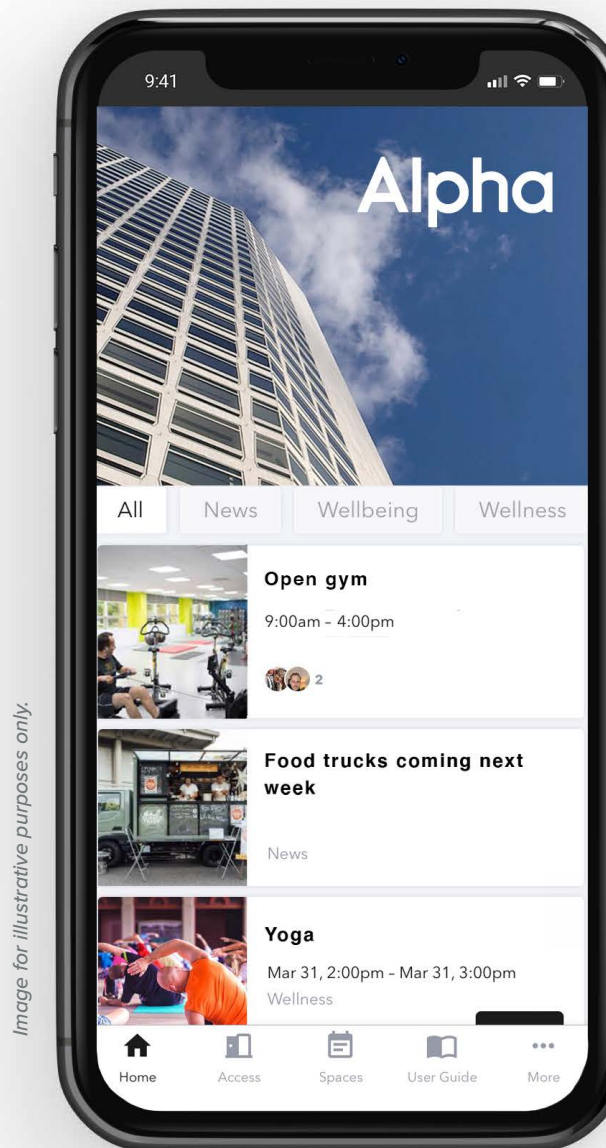 9:41
Alpha
All
News
Wellbeing
Wellness
Open gym
9:00am – 4:00pm
2
Food trucks coming next
week
News
Yoga
Mar 31, 2:00pm – Mar 31, 3:00pm
Wellness
Home
Access
Spaces
User Guide
More
Image for illustrative purposes only.